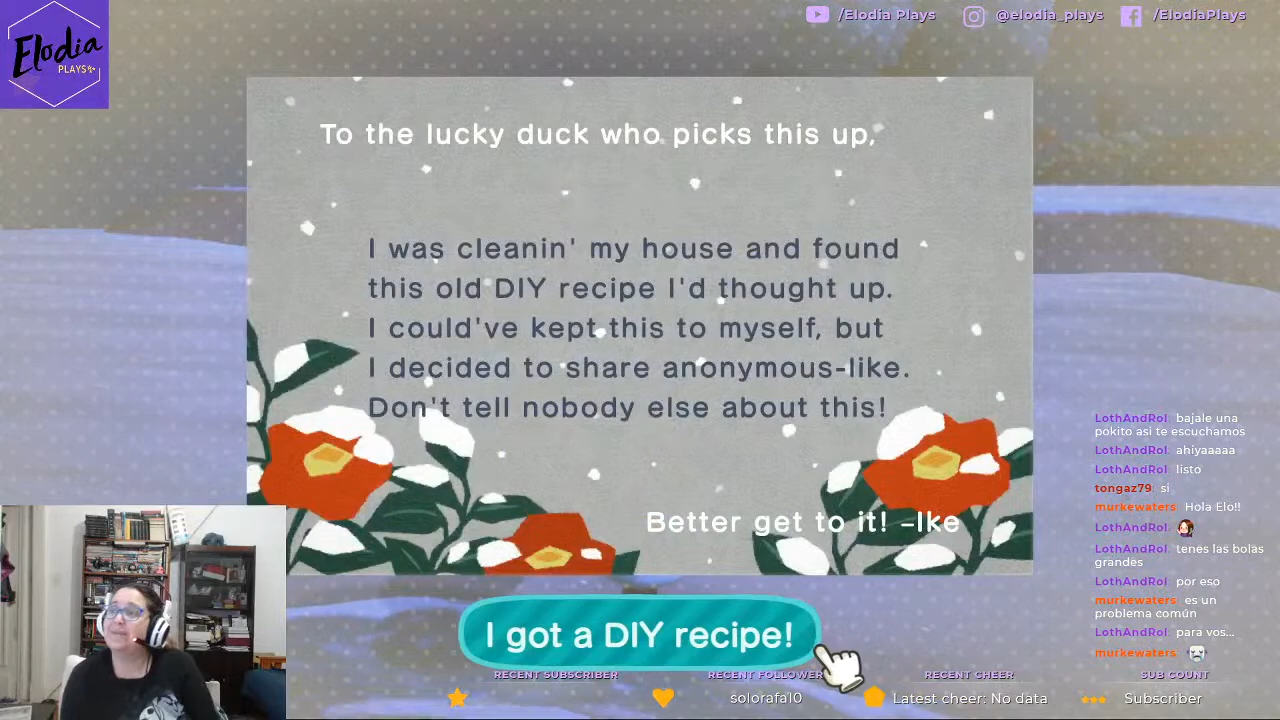 Elodia
PLAYS
/Elodia Plays
@elodia_plays
/ElodiaPlays
To the lucky duck who picks this up,
I was cleanin' my house and found
this old DIY recipe I'd thought up.
I could've kept this to myself, but
I decided to share anonymous-like.
Don't tell nobody else about this!
Better get to it! –Ike
I got a DIY recipe!
LothAndRol: bajale una
pokito asi te escuchamos
LothAndRol: ahiyaaaaa
LothAndRol: listo
tongaz79: si
murkewaters: Hola Elo!!
LothAndRol:
LothAndRol: tenes las bolas
grandes
LothAndRol: por eso
murkewaters: es un
problema común
LothAndRol: para vos...
murkewaters:
RECENT SUBSCRIBER
RECENT FOLLOWER
solorafa10
RECENT CHEER
Latest cheer: No data
SUB COUNT
Subscriber